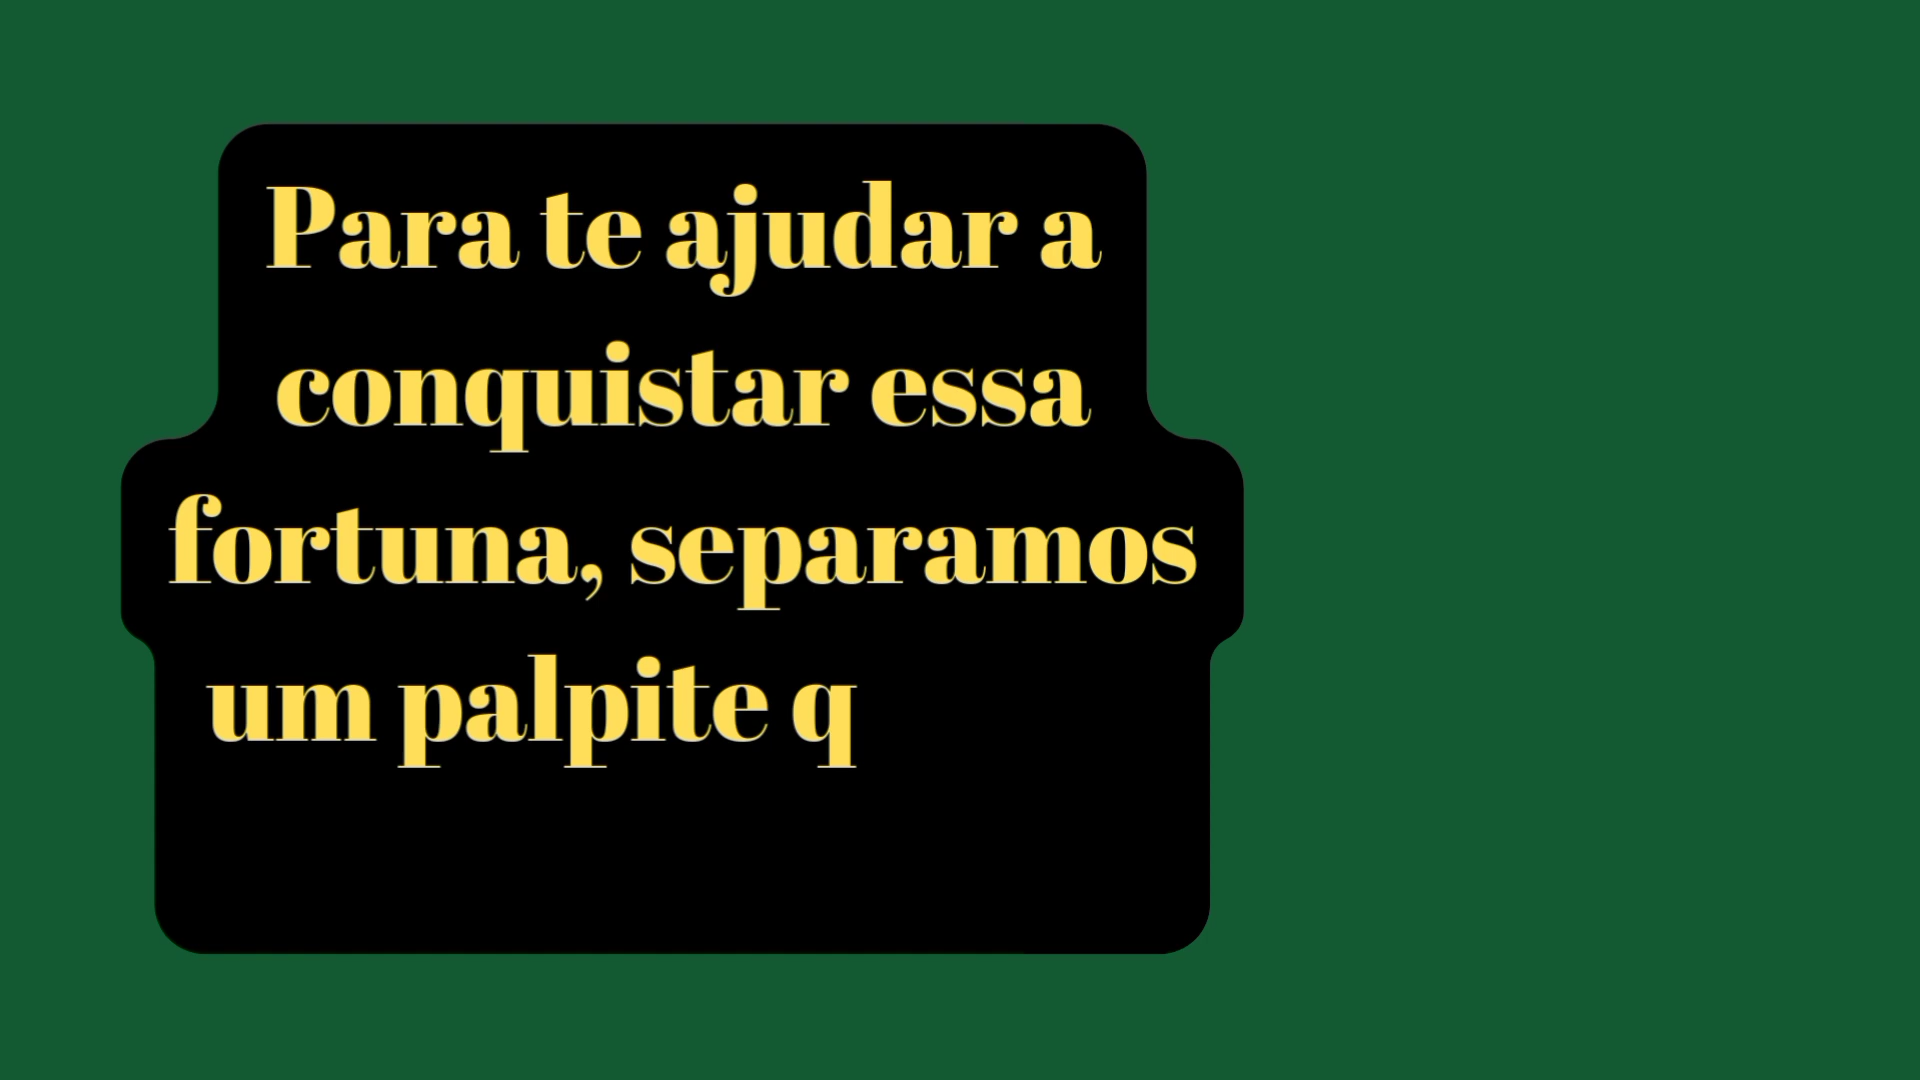 Para te ajudar a
conquistar essa
fortuna, separamos
um palpite q